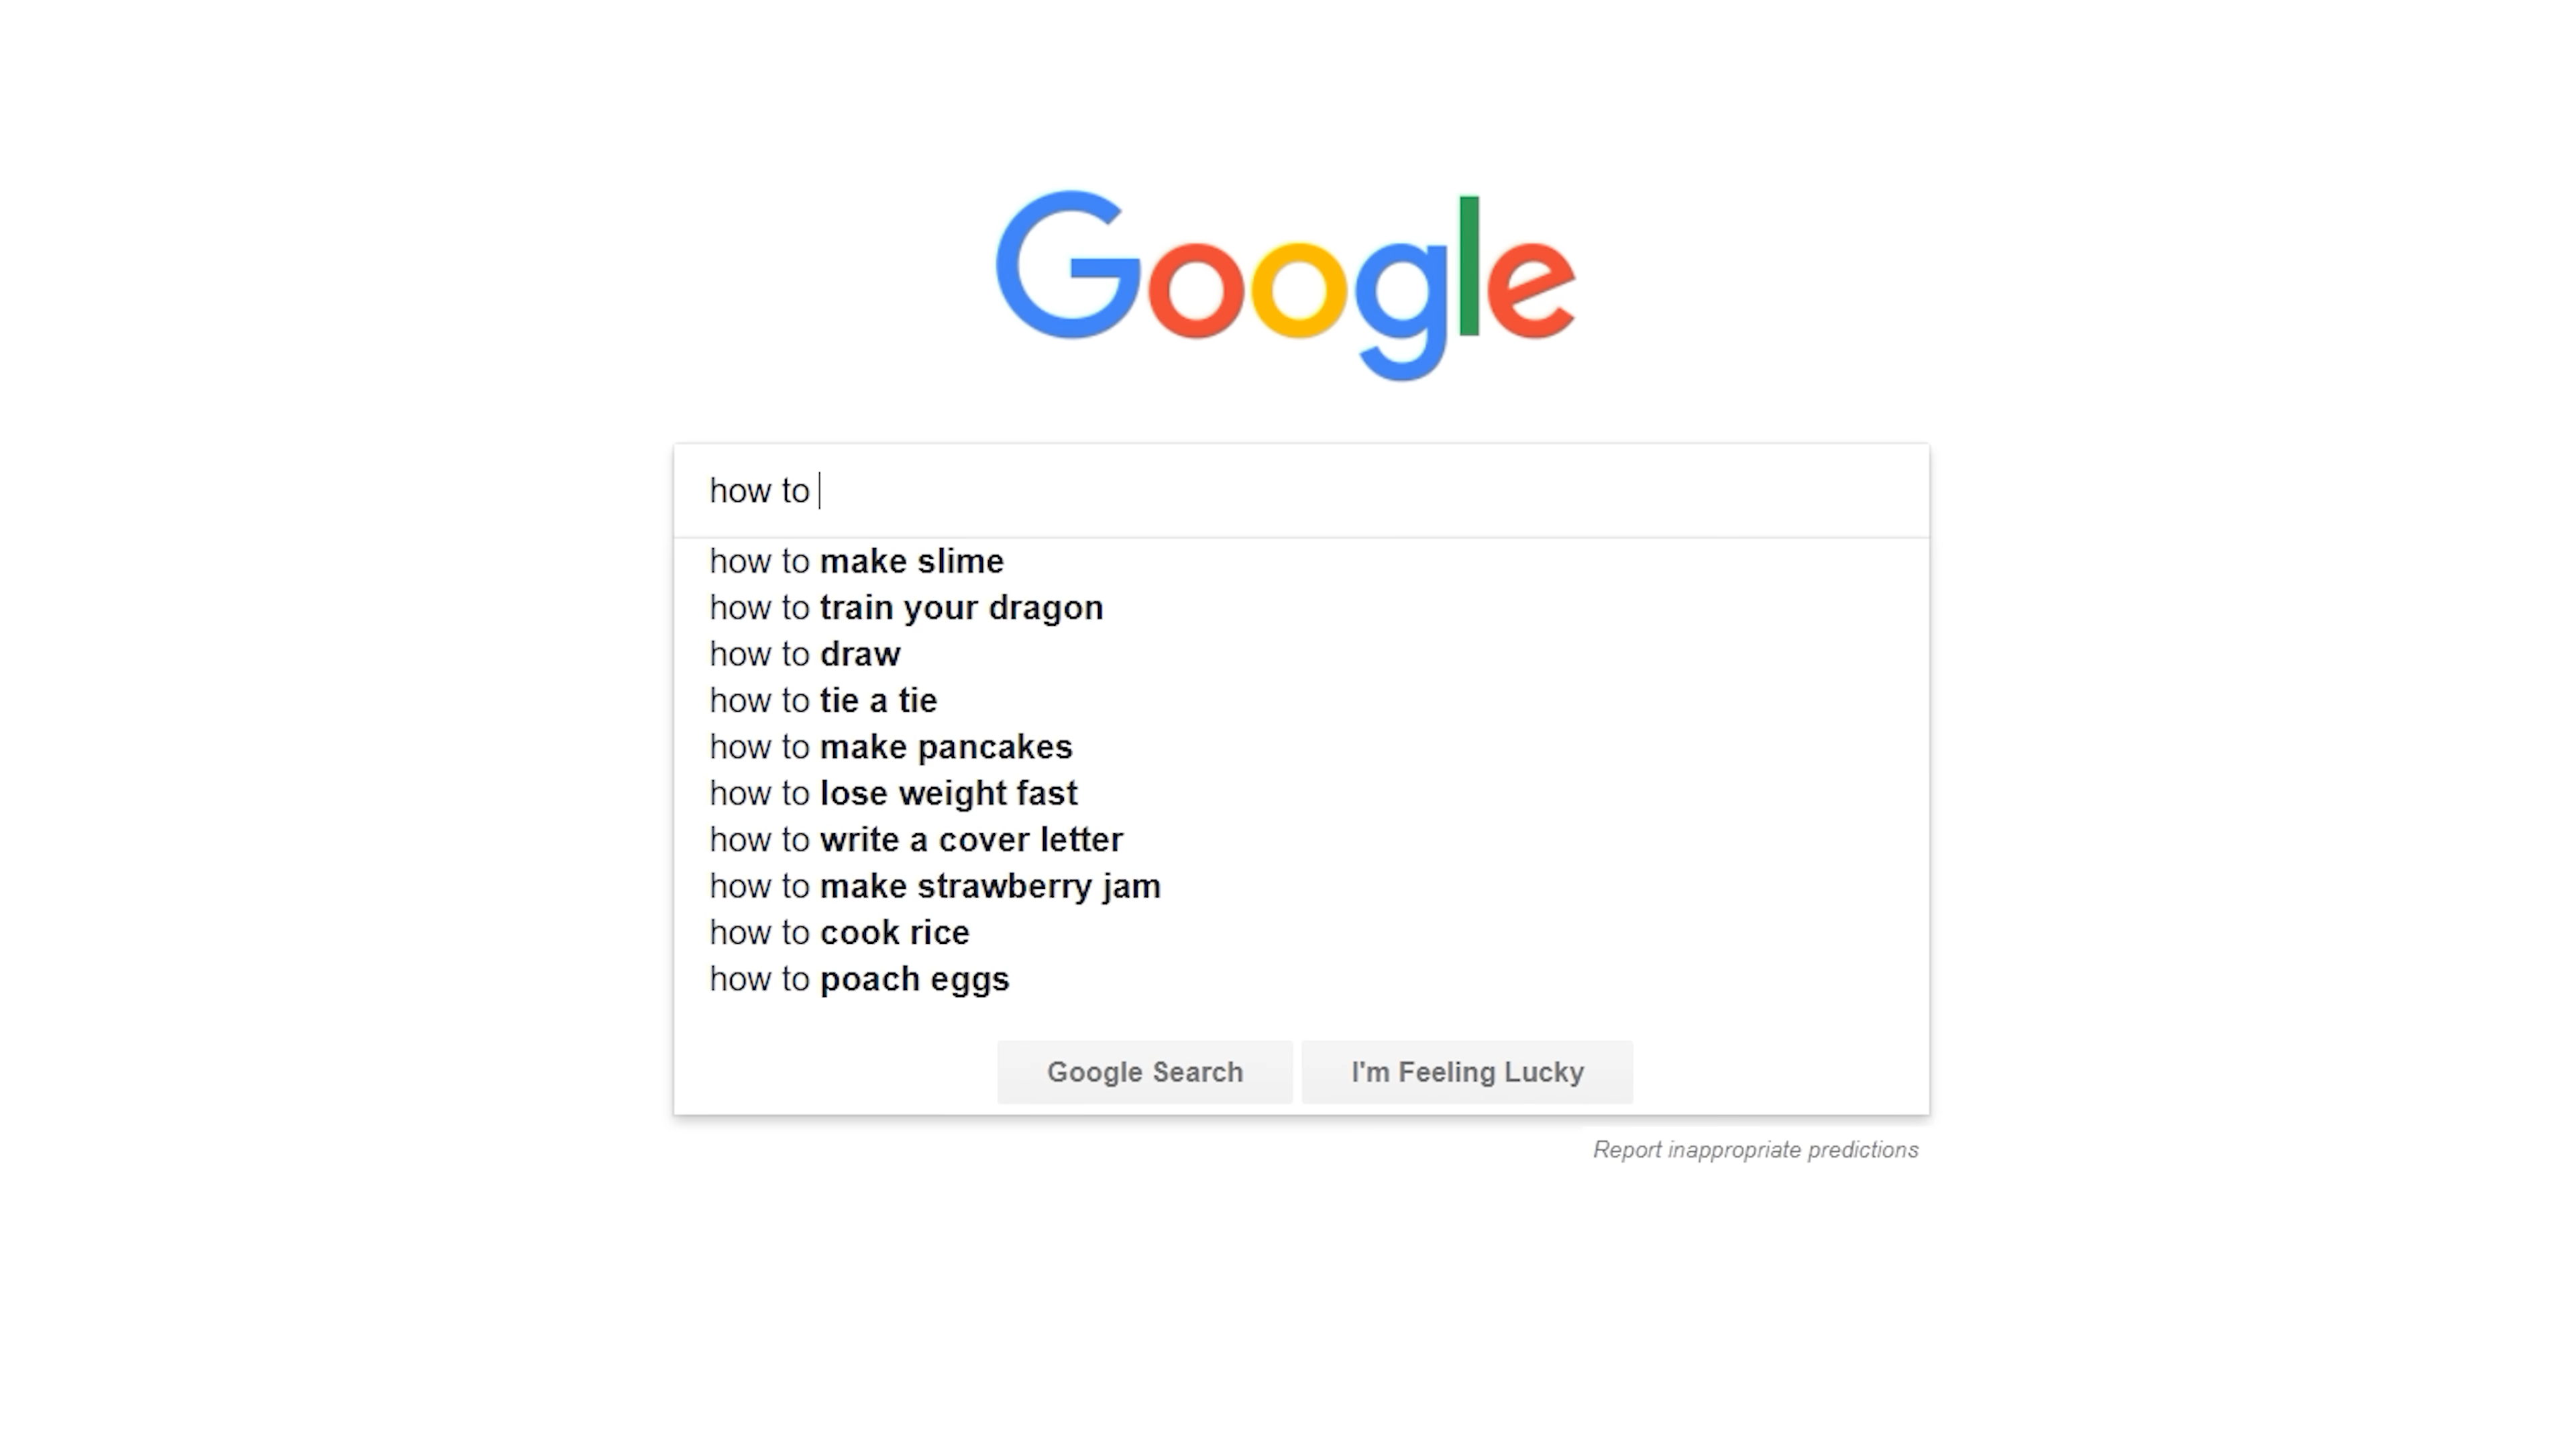 Google
how to
how to make slime
how to train your dragon
how to draw
how to tie a tie
how to make pancakes
how to lose weight fast
how to write a cover letter
how to make strawberry jam
how to cook rice
how to poach eggs
Google Search
I'm Feeling Lucky
Report inappropriate predictions